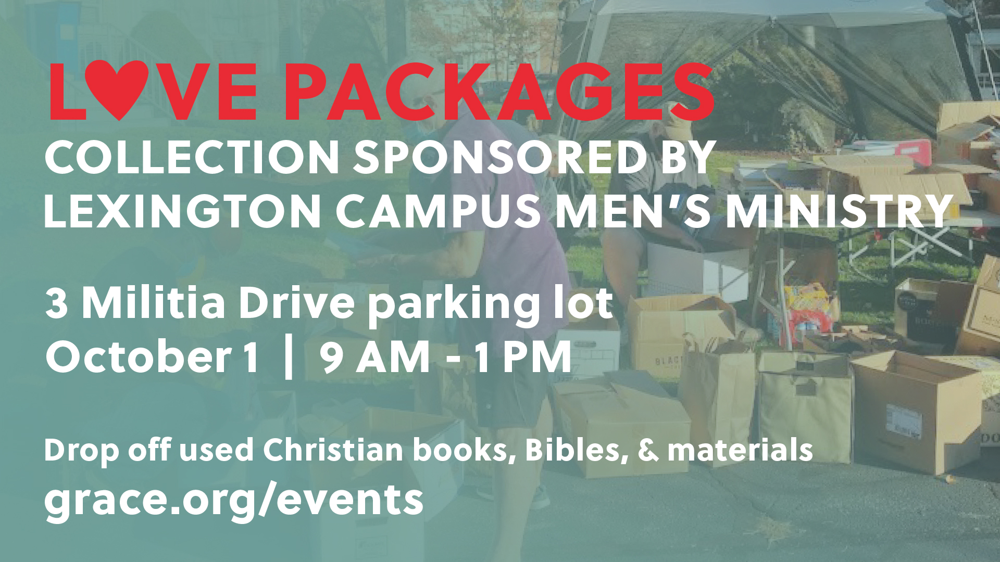 L♥VE PACKAGES
COLLECTION SPONSORED BY
LEXINGTON CAMPUS MEN'S MINISTRY
3 Militia Drive parking lot
October 1 | 9 AM - 1 PM
Drop off used Christian books, Bibles, & materials
grace.org/events